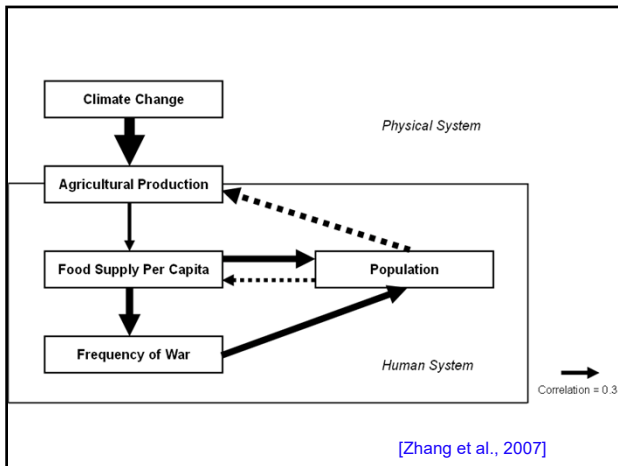 Climate Change
Physical System
Agricultural Production
Food Supply Per Capita
Population
Frequency of War
Human System
Correlation = 0.3
[Zhang et al., 2007]